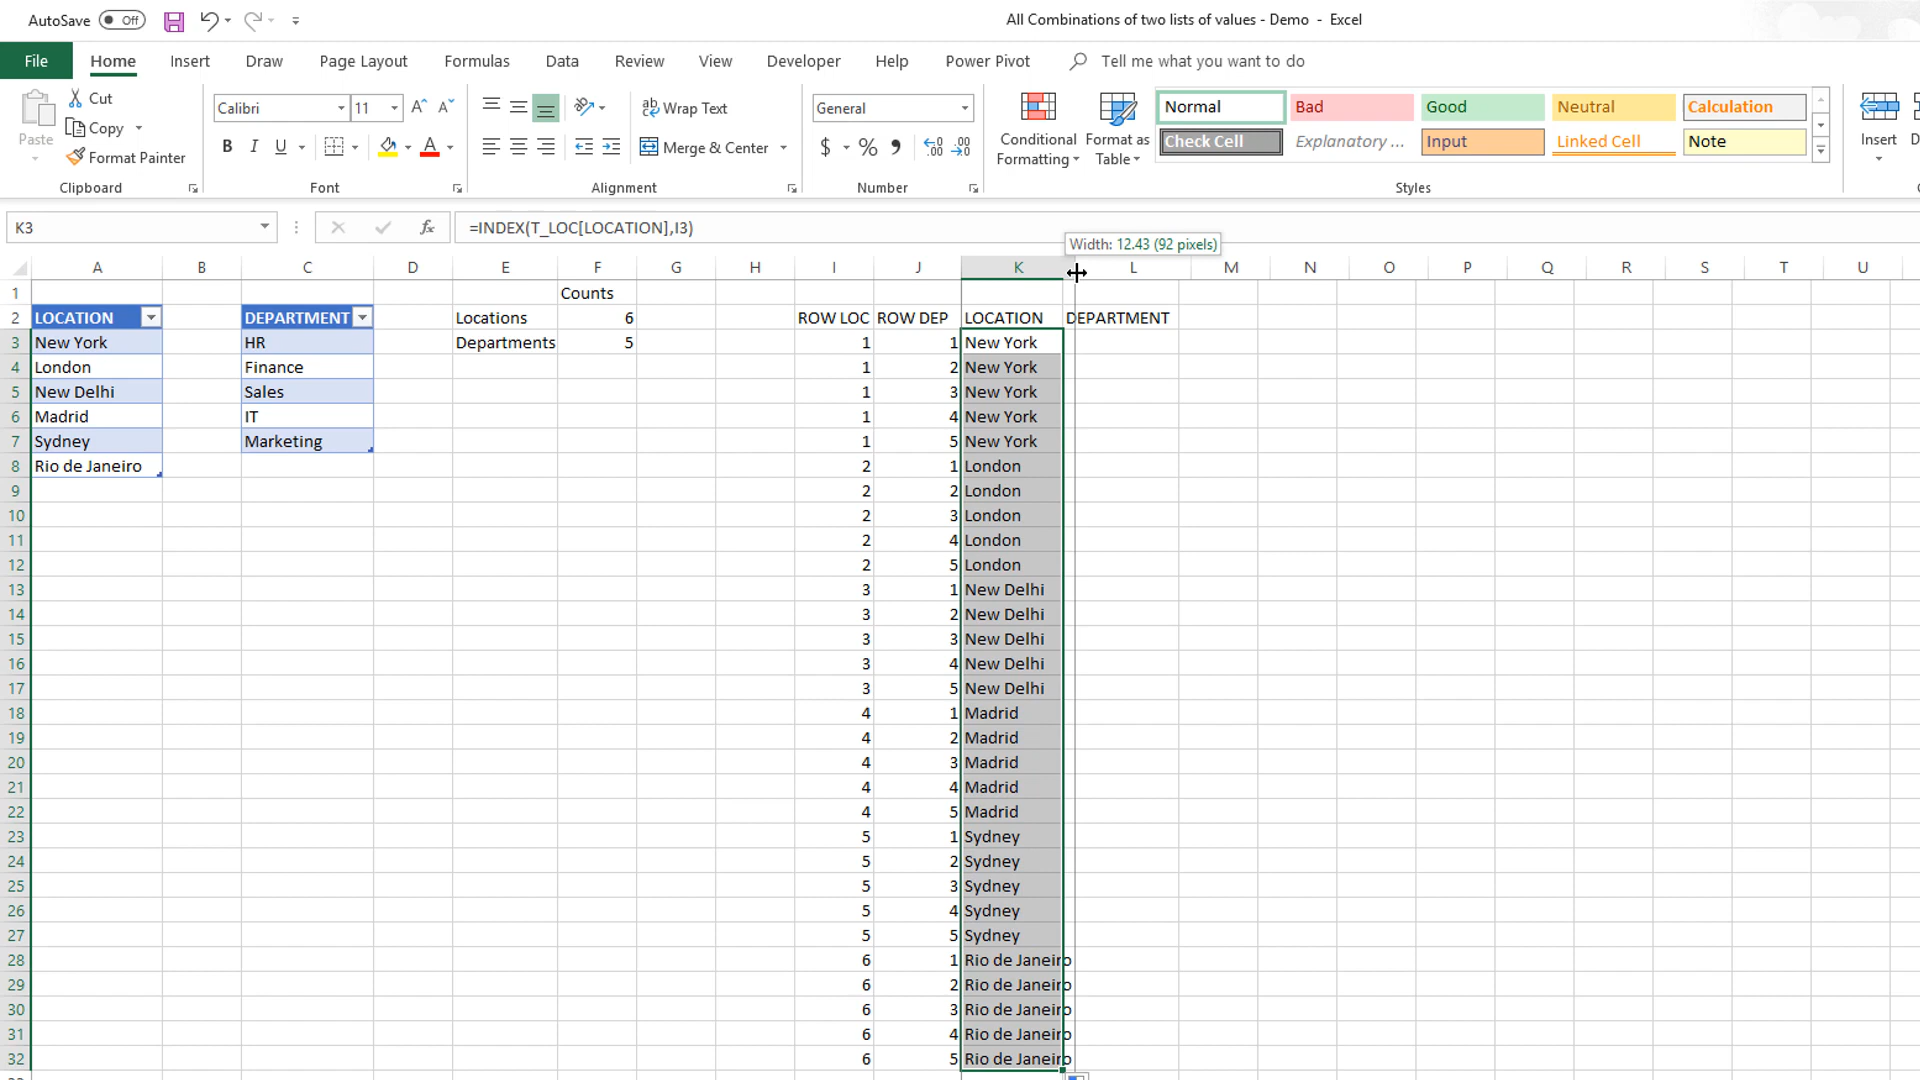 AutoSave Off All Combinations of two lists of values - Demo - Excel
File Home Insert Draw Page Layout Formulas Data Review View Developer Help Power Pivot Tell me what you want to do
Paste Cut Copy Format Painter
Clipboard
Calibri 11
B I U A
Font
Wrap Text
Merge & Center
Alignment
General
$ % ,
Number
Conditional Formatting Format as Table
Normal Bad Good Neutral Calculation
Check Cell Explanatory ... Input Linked Cell Note
Styles
Insert
K3 fx =INDEX(T_LOC[LOCATION],I3)
Width: 12.43 (92 pixels)
A B C D E F G H I J K L M N O P Q R S T U
1 Counts
2 LOCATION DEPARTMENT Locations 6 ROW LOC ROW DEP LOCATION DEPARTMENT
3 New York HR Departments 5 1 1 New York
4 London Finance 1 2 New York
5 New Delhi Sales 1 3 New York
6 Madrid IT 1 4 New York
7 Sydney Marketing 1 5 New York
8 Rio de Janeiro 2 1 London
9 2 2 London
10 2 3 London
11 2 4 London
12 2 5 London
13 3 1 New Delhi
14 3 2 New Delhi
15 3 3 New Delhi
16 3 4 New Delhi
17 3 5 New Delhi
18 4 1 Madrid
19 4 2 Madrid
20 4 3 Madrid
21 4 4 Madrid
22 4 5 Madrid
23 5 1 Sydney
24 5 2 Sydney
25 5 3 Sydney
26 5 4 Sydney
27 5 5 Sydney
28 6 1 Rio de Janeiro
29 6 2 Rio de Janeiro
30 6 3 Rio de Janeiro
31 6 4 Rio de Janeiro
32 6 5 Rio de Janeiro